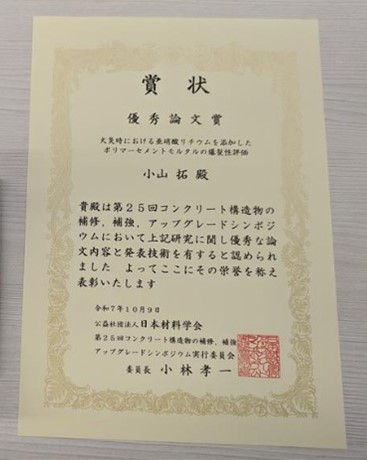 賞状
優秀論文賞
火災時における亜硝酸リチウムを添加した
ポリマーセメントモルタルの爆裂性評価
小山 拓 殿
貴殿は第25回コンクリート構造物の
補修，補強，アップグレードシンポジ
ウムにおいて上記研究に関し優秀な論
文内容と発表技術を有すると認められ
ました よってここにその栄誉を称え
表彰いたします
令和7年10月9日
公益社団法人日本材料学会
第25回コンクリート構造物の補修，補強
アップグレードシンポジウム実行委員会
委員長 小林孝一